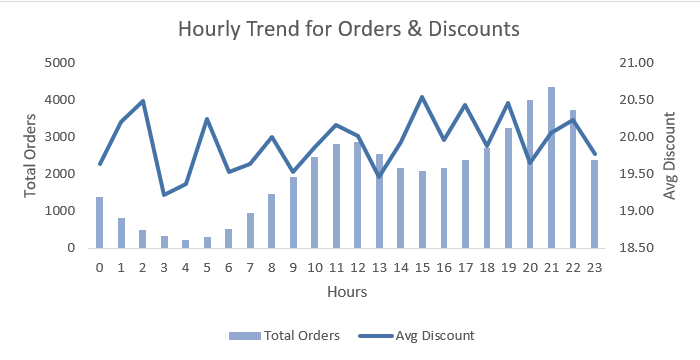 Hourly Trend for Orders & Discounts
5000
4000
3000
2000
1000
0
Total Orders
21.00
20.50
20.00
19.50
19.00
18.50
Avg Discount
0 1 2 3 4 5 6 7 8 9 10 11 12 13 14 15 16 17 18 19 20 21 22 23
Hours
Total Orders Avg Discount